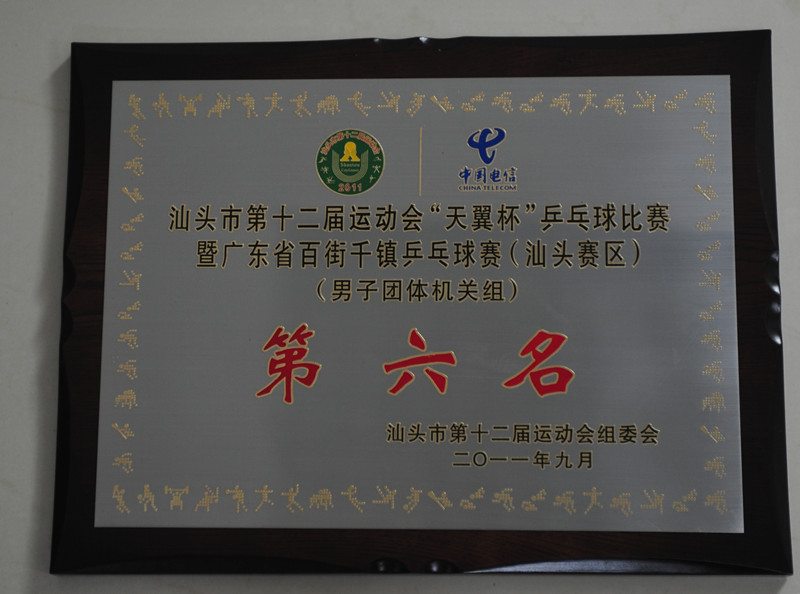 2011
中国电信
CHINA TELECOM
汕头市第十二届运动会“天翼杯”乒乓球比赛
暨广东省百街千镇乒乓球赛（汕头赛区）
（男子团体机关组）
第六名
汕头市第十二届运动会组委会
二〇一一年九月